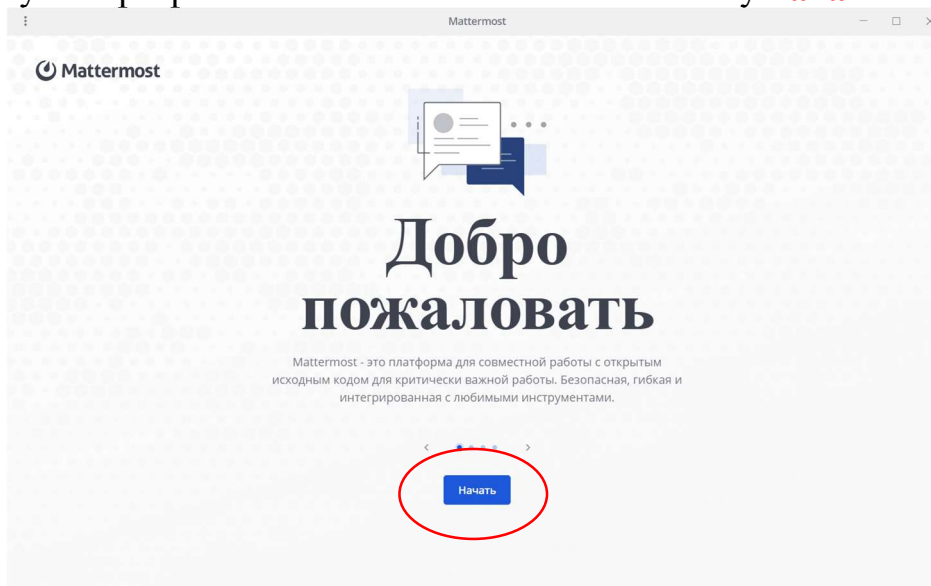 Mattermost
Mattermost
Добро
пожаловать
Mattermost - это платформа для совместной работы с открытым
исходным кодом для критически важной работы. Безопасная, гибкая и
интегрированная с любимыми инструментами.
Начать